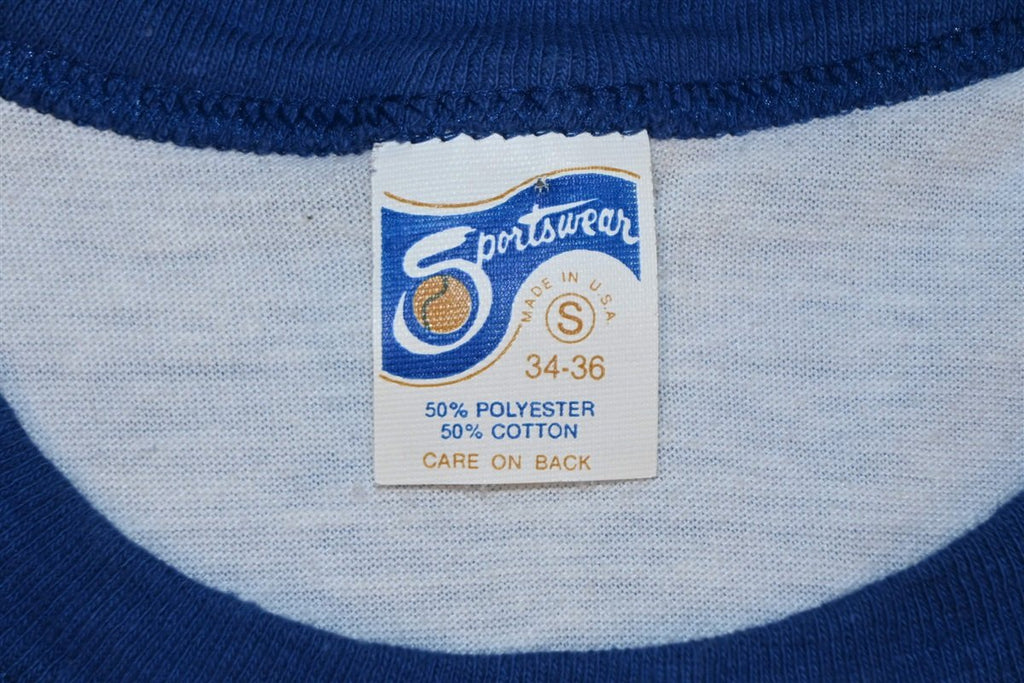 Sportswear
MADE IN U.S.A.
S
34-36
50% POLYESTER
50% COTTON
CARE ON BACK